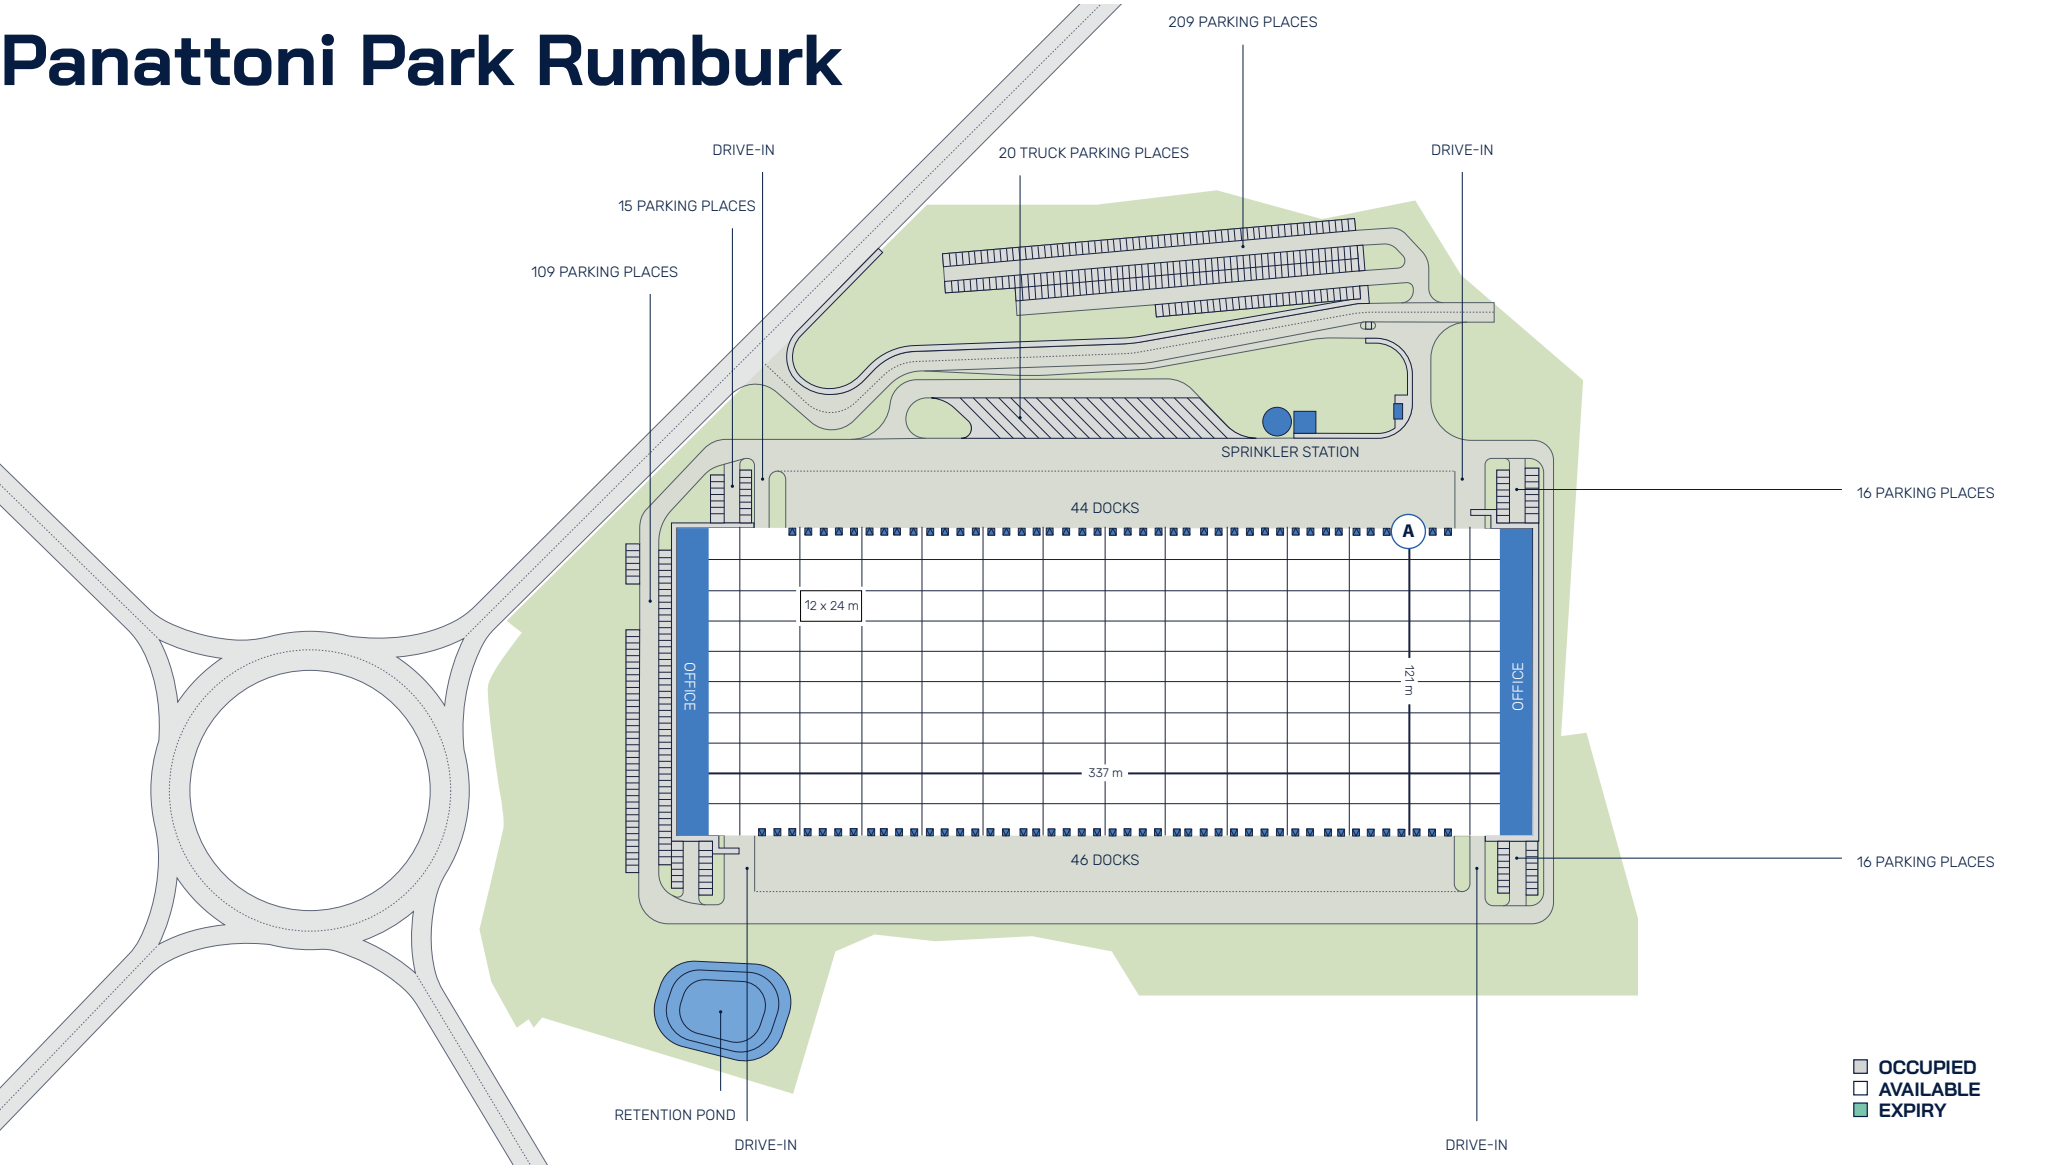 Panattoni Park Rumburk
209 PARKING PLACES
DRIVE-IN
20 TRUCK PARKING PLACES
DRIVE-IN
15 PARKING PLACES
109 PARKING PLACES
SPRINKLER STATION
16 PARKING PLACES
44 DOCKS
A
12 x 24 m
OFFICE
121 m
OFFICE
337 m
46 DOCKS
16 PARKING PLACES
RETENTION POND
DRIVE-IN
DRIVE-IN
OCCUPIED
AVAILABLE
EXPIRY